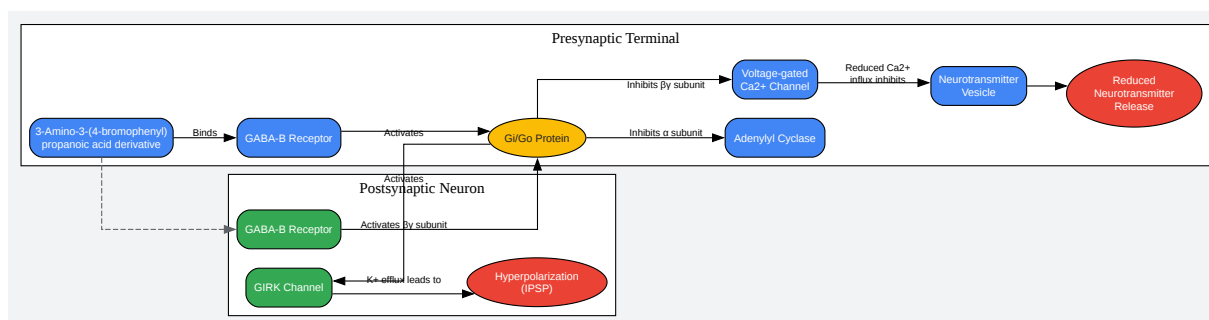 Presynaptic Terminal
Voltage-gated
Ca2+ Channel
Reduced Ca2+
influx inhibits
Neurotransmitter
Vesicle
Reduced
Neurotransmitter
Release
Inhibits βγ subunit
3-Amino-3-(4-bromophenyl)
propanoic acid derivative
Binds
GABA-B Receptor
Activates
Gi/Go Protein
Inhibits α subunit
Adenylyl Cyclase
Activates
Postsynaptic Neuron
GABA-B Receptor
Activates βγ subunit
GIRK Channel
K+ efflux leads to
Hyperpolarization
(IPSP)